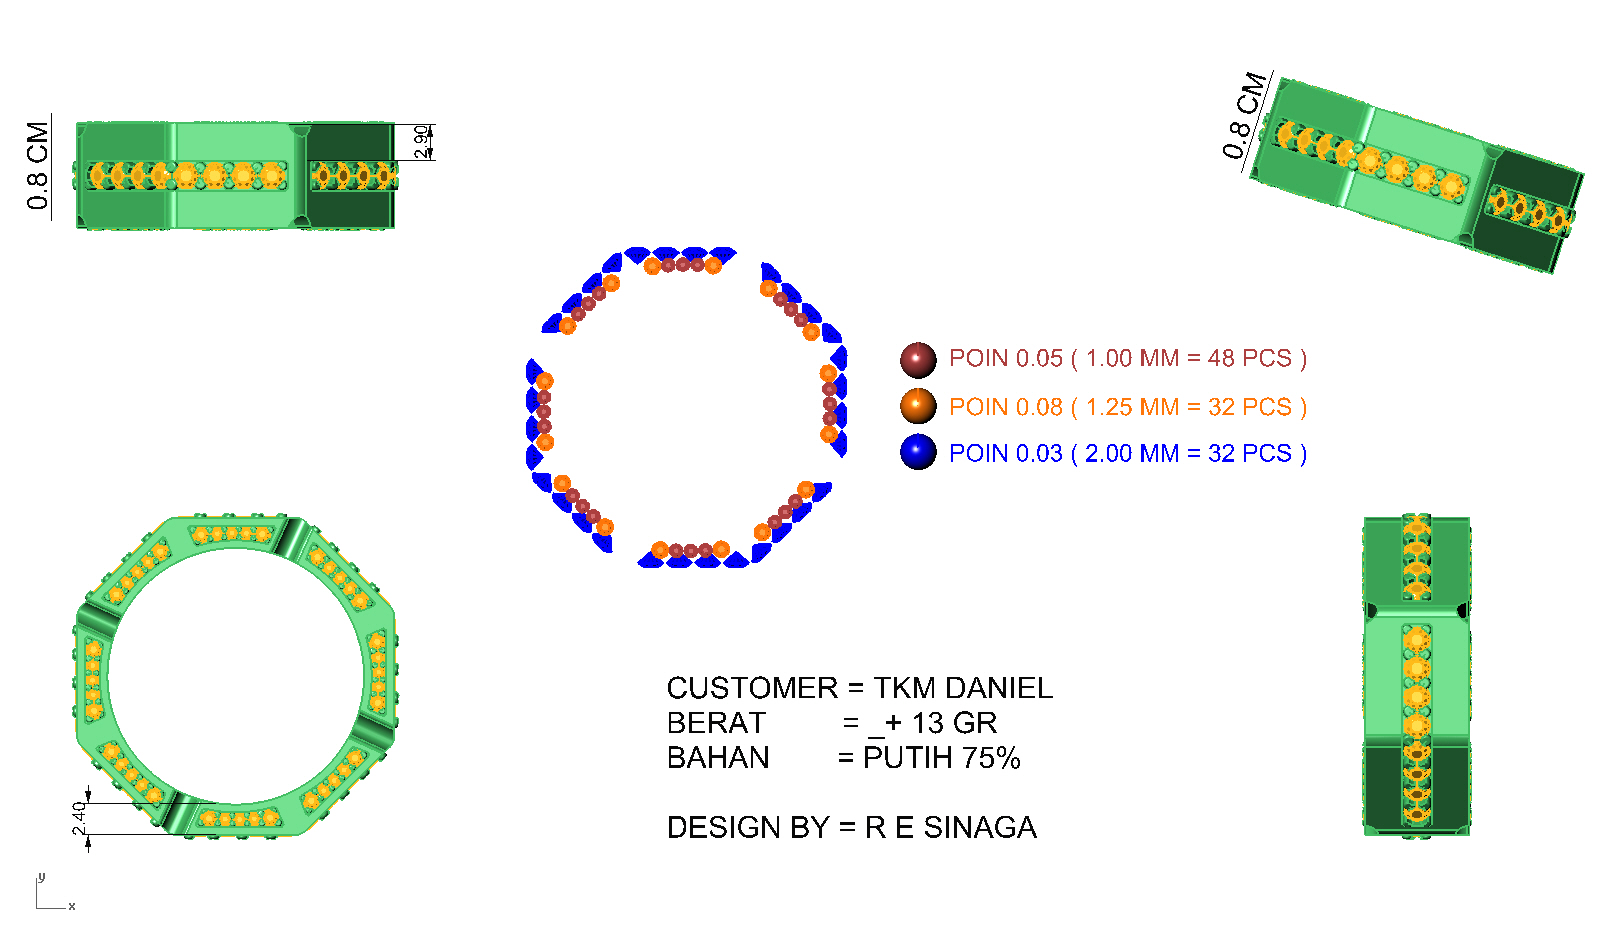 0.8 CM
2.90
0.8 CM
POIN 0.05 ( 1.00 MM = 48 PCS )
POIN 0.08 ( 1.25 MM = 32 PCS )
POIN 0.03 ( 2.00 MM = 32 PCS )
CUSTOMER = TKM DANIEL
BERAT = _+ 13 GR
BAHAN = PUTIH 75%
DESIGN BY = R E SINAGA
2.40
y
x